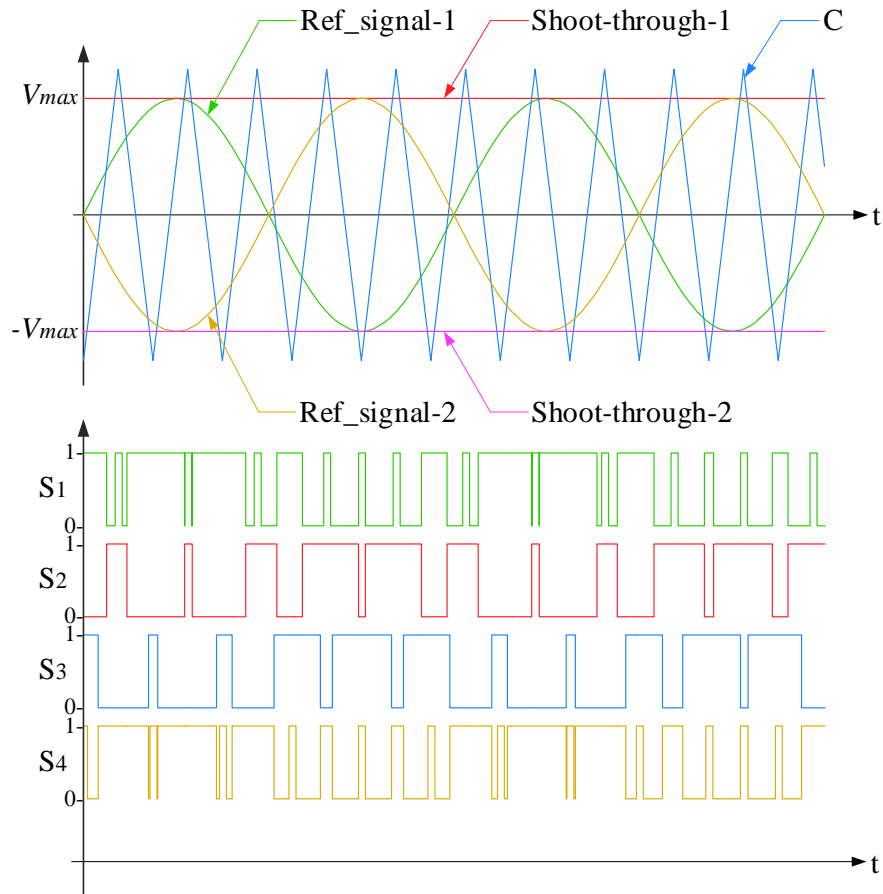 Ref_signal-1 Shoot-through-1 C
Vmax
t
-Vmax
Ref_signal-2 Shoot-through-2
1
S1
0
1
S2
0
1
S3
0
1
S4
0
t